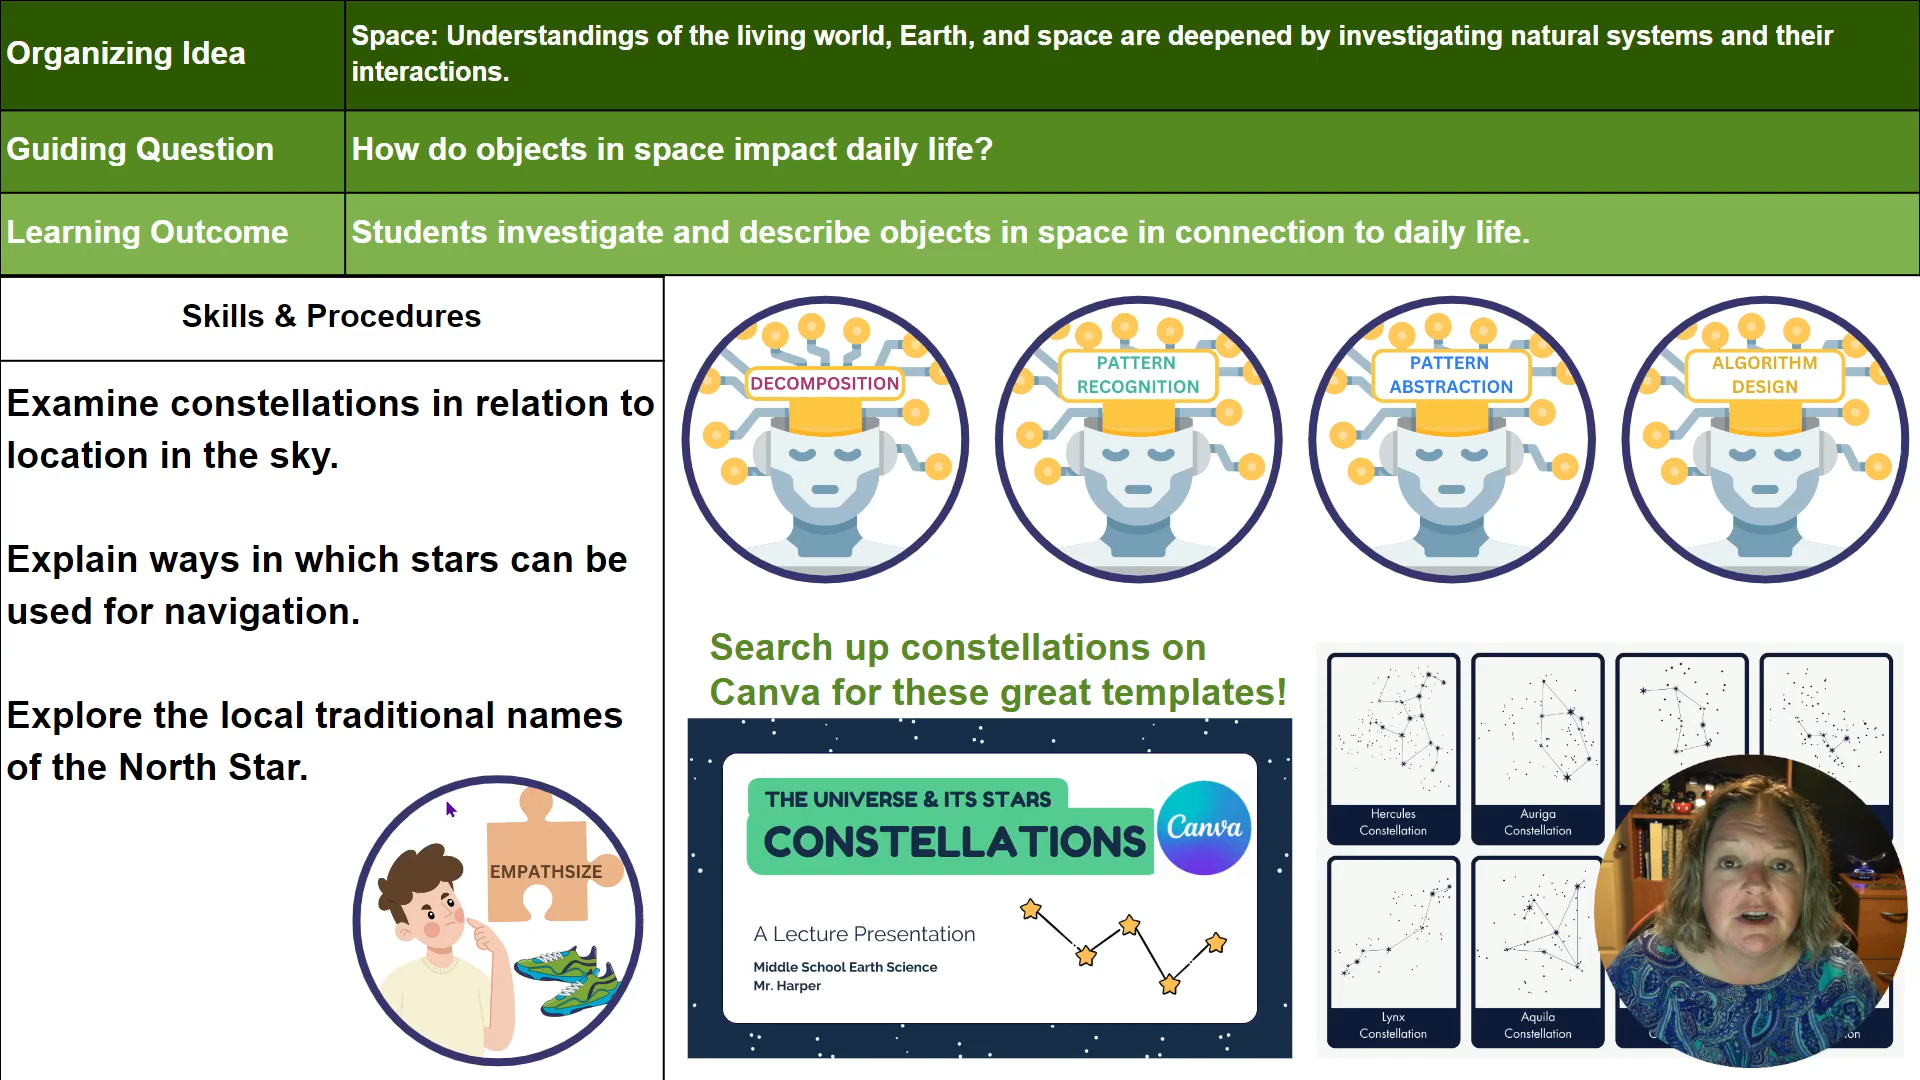 Organizing Idea
Space: Understandings of the living world, Earth, and space are deepened by investigating natural systems and their
interactions.
Guiding Question
How do objects in space impact daily life?
Learning Outcome
Students investigate and describe objects in space in connection to daily life.
Skills & Procedures
Examine constellations in relation to
location in the sky.
Explain ways in which stars can be
used for navigation.
Explore the local traditional names
of the North Star.
EMPATHSIZE
DECOMPOSITION
PATTERN
RECOGNITION
PATTERN
ABSTRACTION
ALGORITHM
DESIGN
Search up constellations on
Canva for these great templates!
THE UNIVERSE & ITS STARS
CONSTELLATIONS
Canva
A Lecture Presentation
Middle School Earth Science
Mr. Harper
Hercules
Constellation
Auriga
Constellation
Lynx
Constellation
Aquila
Constellation